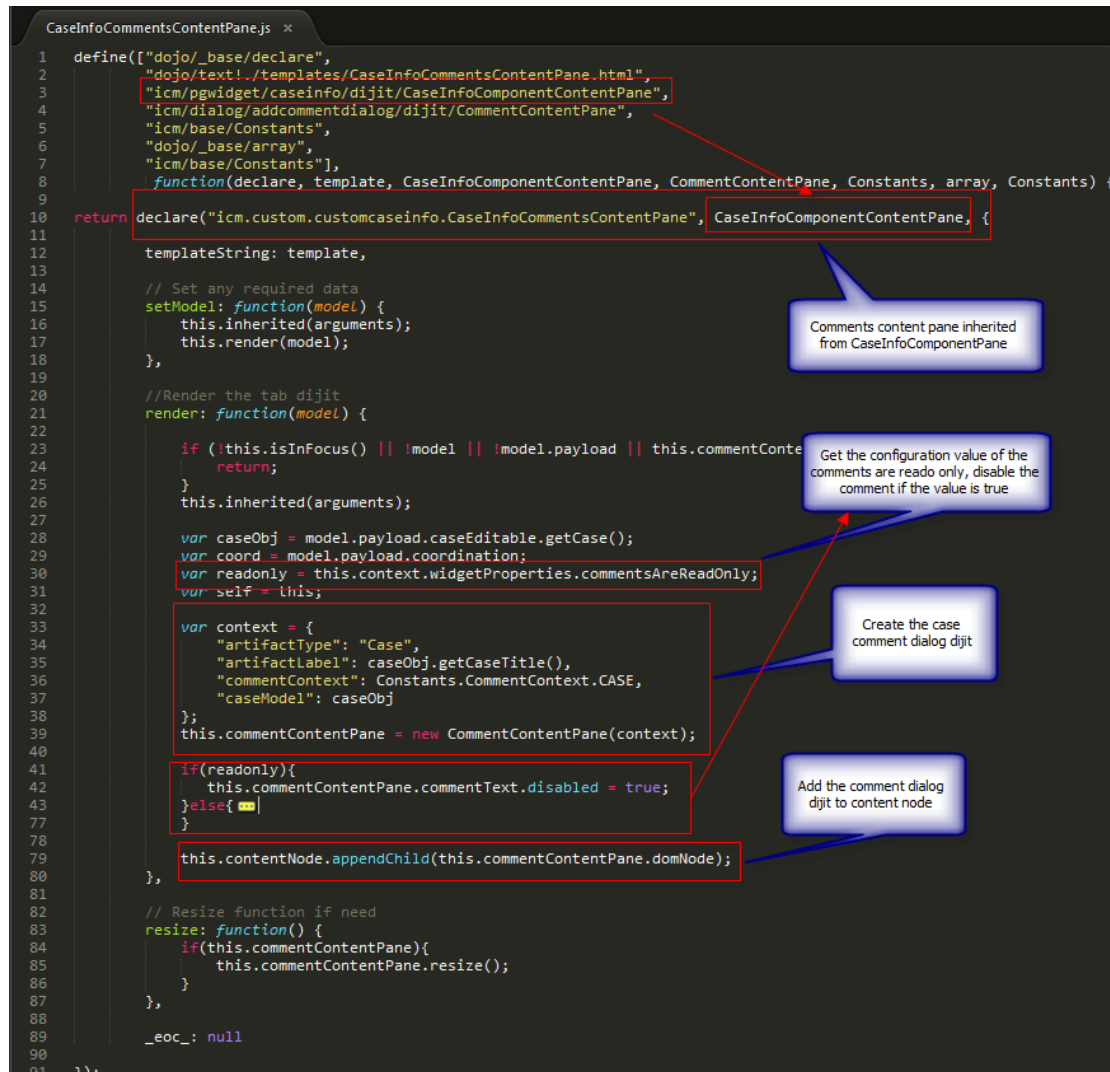 CaseInfoCommentsContentPane.js ×
1 define(["dojo/_base/declare",
2 "dojo/text!./templates/CaseInfoCommentsContentPane.html",
3 "icm/pgwidget/caseinfo/dijit/CaseInfoComponentContentPane",
4 "icm/dialog/addcommentdialog/dijit/CommentContentPane",
5 "icm/base/Constants",
6 "dojo/_base/array",
7 "icm/base/Constants"],
8 function(declare, template, CaseInfoComponentContentPane, CommentContentPane, Constants, array, Constants) {
9
10 return declare("icm.custom.customcaseinfo.CaseInfoCommentsContentPane", CaseInfoComponentContentPane, {
11
12 templateString: template,
13
14 // Set any required data
15 setModel: function(model) {
16 this.inherited(arguments);
17 this.render(model);
18 },
19
20 //Render the tab dijit
21 render: function(model) {
22
23 if (!this.isInFocus() || !model || !model.payload || this.commentConte
24 return;
25 }
26 this.inherited(arguments);
27
28 var caseObj = model.payload.caseEditable.getCase();
29 var coord = model.payload.coordination;
30 var readonly = this.context.widgetProperties.commentsAreReadOnly;
31 var self = this;
32
33 var context = {
34 "artifactType": "Case",
35 "artifactLabel": caseObj.getCaseTitle(),
36 "commentContext": Constants.CommentContext.CASE,
37 "caseModel": caseObj
38 };
39 this.commentContentPane = new CommentContentPane(context);
40
41 if(readonly){
42 this.commentContentPane.commentText.disabled = true;
43 }else{
77 }
78
79 this.contentNode.appendChild(this.commentContentPane.domNode);
80 },
81
82 // Resize function if need
83 resize: function() {
84 if(this.commentContentPane){
85 this.commentContentPane.resize();
86 }
87 },
88
89 _eoc_: null
90
91 });
Comments content pane inherited
from CaseInfoComponentPane
Get the configuration value of the
comments are reado only, disable the
comment if the value is true
Create the case
comment dialog dijit
Add the comment dialog
dijit to content node